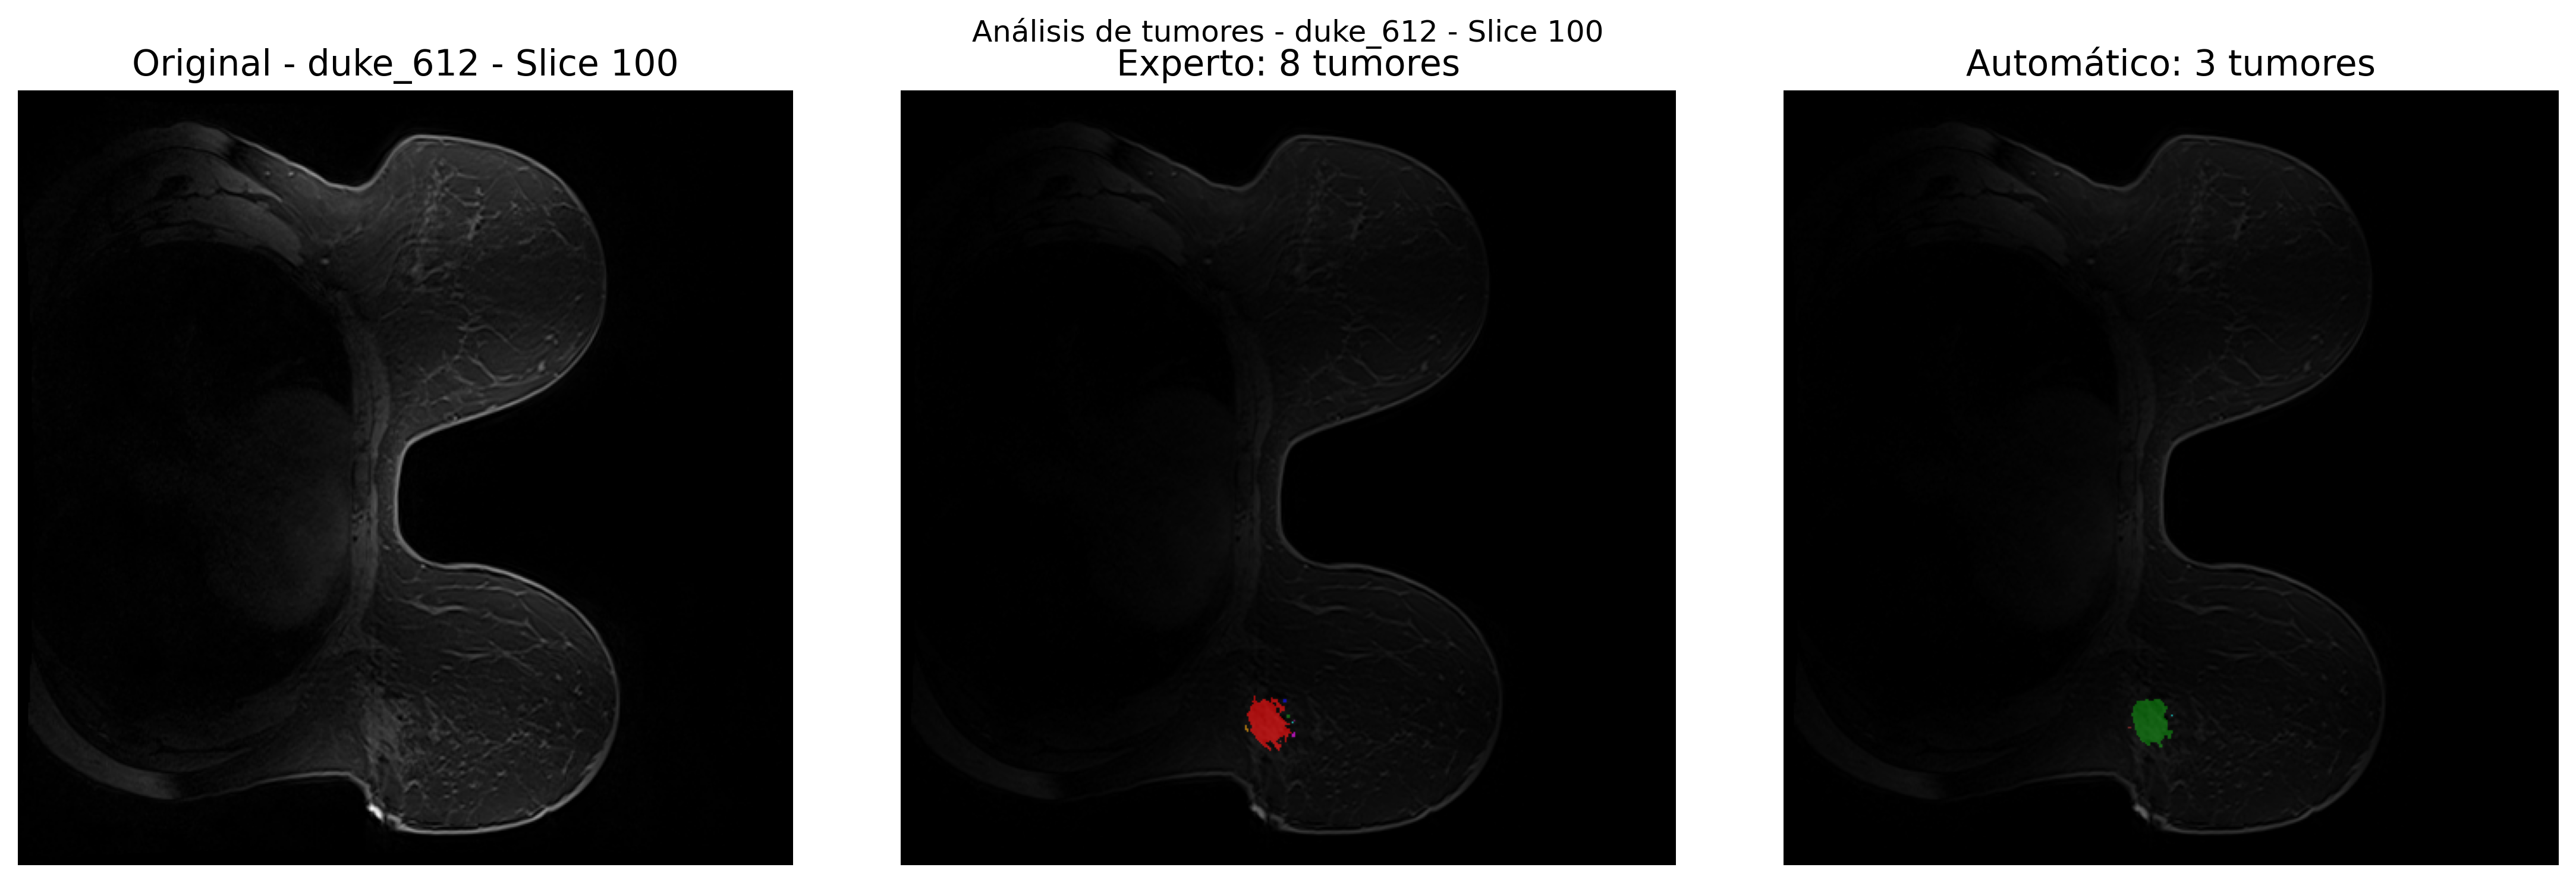 Análisis de tumores - duke_612 - Slice 100
Original - duke_612 - Slice 100
Experto: 8 tumores
Automático: 3 tumores